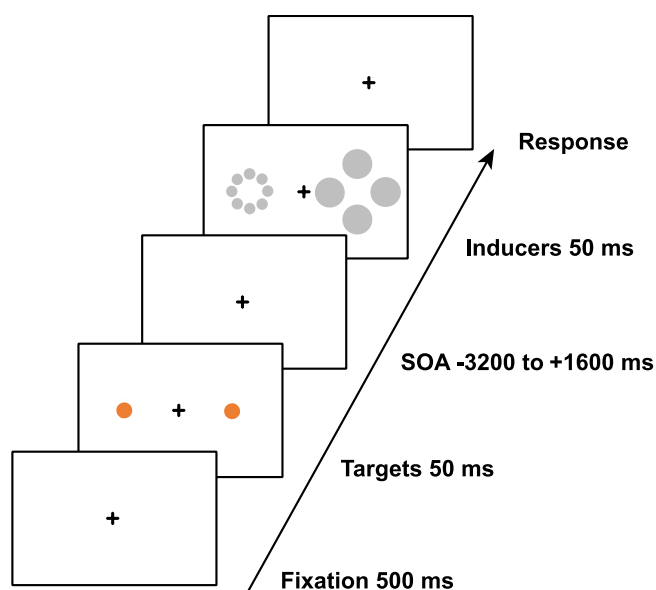 Response
Inducers 50 ms
SOA -3200 to +1600 ms
Targets 50 ms
Fixation 500 ms